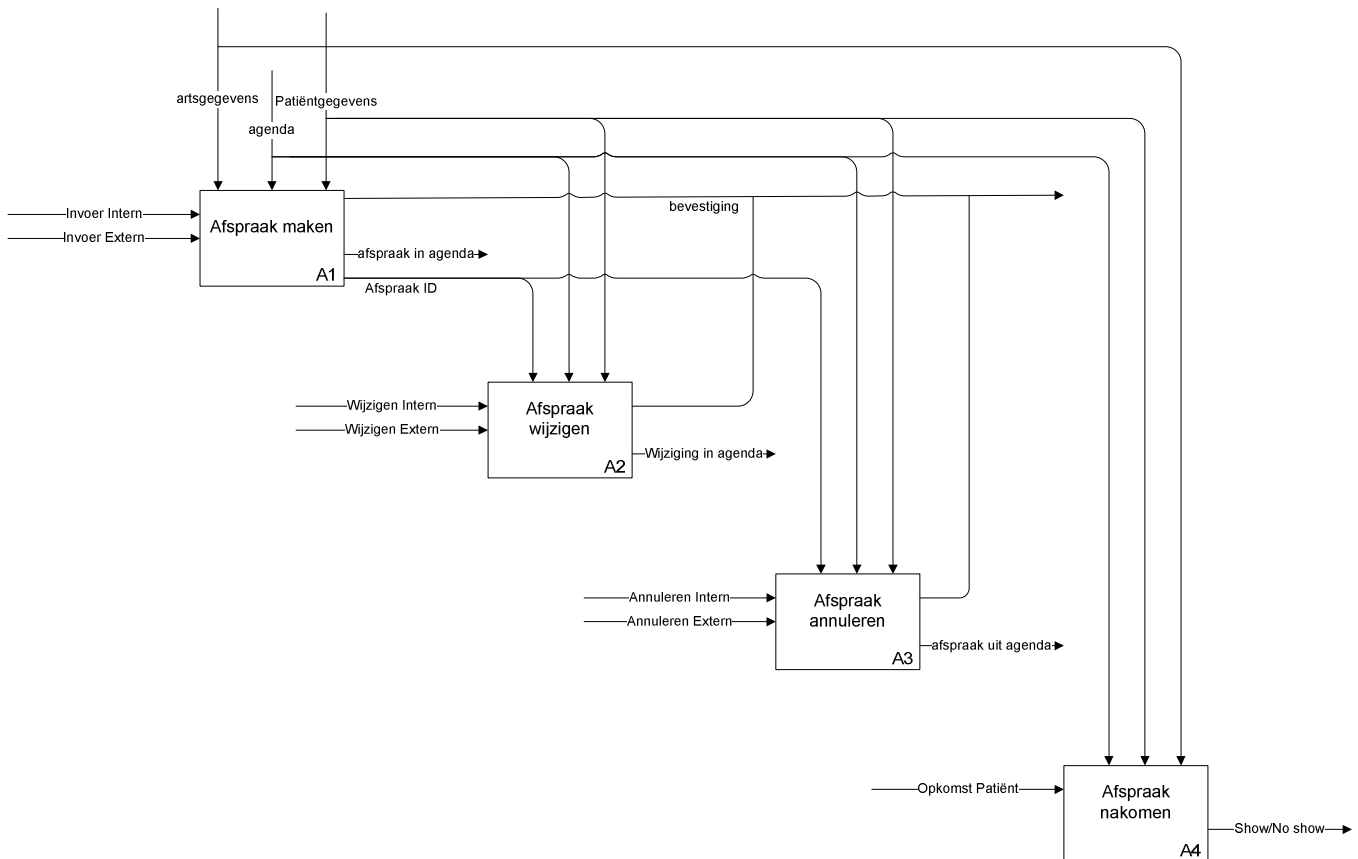 artsgegevens
Patiëntgegevens
agenda
Invoer Intern
Invoer Extern
Afspraak maken
A1
bevestiging
afspraak in agenda
Afspraak ID
Wijzigen Intern
Wijzigen Extern
Afspraak
wijzigen
A2
Wijziging in agenda
Annuleren Intern
Annuleren Extern
Afspraak
annuleren
A3
afspraak uit agenda
Opkomst Patiënt
Afspraak
nakomen
A4
Show/No show